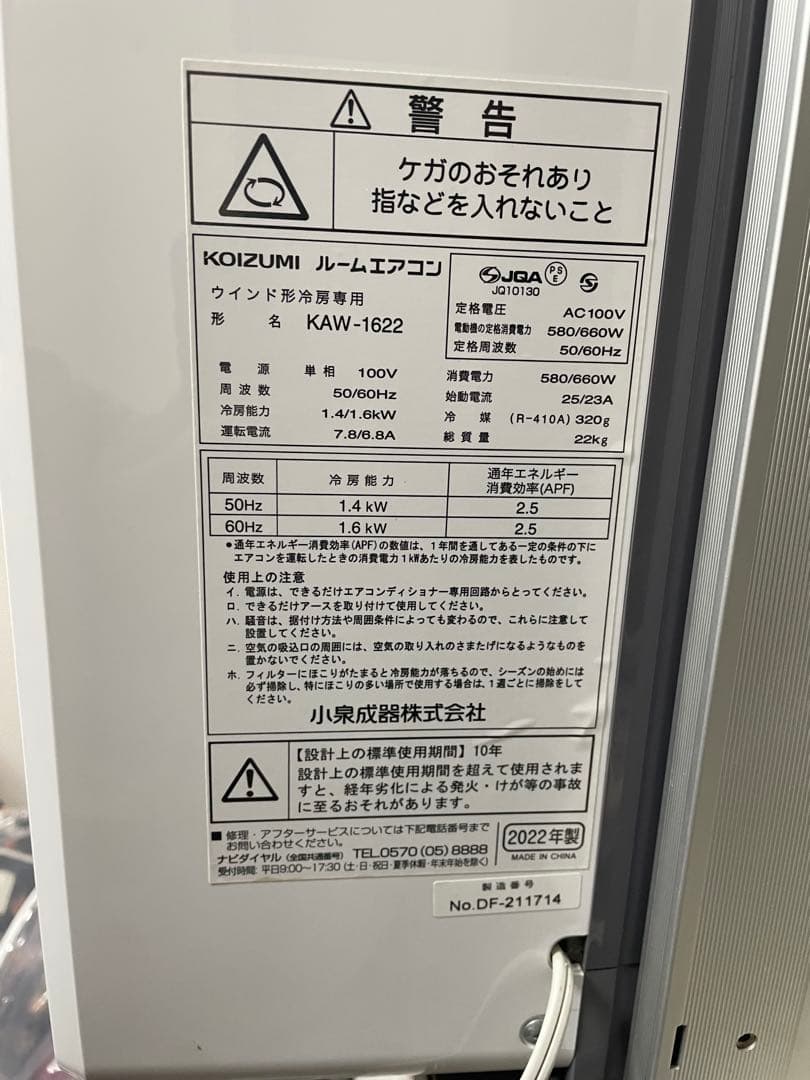 警告
ケガのおそれあり
指などを入れないこと
KOIZUMI ルームエアコン
ウインド形冷房専用
形 名 KAW-1622
JQA PS E S
JQ10130
定格電圧 AC100V
電動機の定格消費電力 580/660W
定格周波数 50/60Hz
電源 単相 100V
周波数 50/60Hz
冷房能力 1.4/1.6kW
運転電流 7.8/6.8A
消費電力 580/660W
始動電流 25/23A
冷媒 (R-410A) 320g
総質量 22kg
周波数 冷房能力 通年エネルギー
消費効率(APF)
50Hz 1.4 kW 2.5
60Hz 1.6 kW 2.5
●通年エネルギー消費効率(APF)の数値は、1年間を通してある一定の条件の下に
エアコンを運転したときの消費電力1kWあたりの冷房能力を表したものです。
使用上の注意
イ. 電源は、できるだけエアコンディショナー専用回路からとってください。
ロ. できるだけアースを取り付けて使用してください。
ハ. 騒音は、据付け方法や周囲条件によっても変わるので、これらに注意して
設置してください。
ニ. 空気の吸込口の周囲には、空気の取り入れのさまたげになるようなものを
置かないでください。
ホ. フィルターにほこりがたまると冷房能力が落ちるので、シーズンの始めには
必ず掃除し、特にほこりの多い場所で使用する場合は、1週ごとに掃除をして
ください。
小泉成器株式会社
【設計上の標準使用期間】10年
設計上の標準使用期間を超えて使用されま
すと、経年劣化による発火・けが等の事故
に至るおそれがあります。
■修理・アフターサービスについては下記電話番号まで
お問い合わせください。
ナビダイヤル(全国共通番号) TEL.0570(05)8888
受付時間: 平日9:00〜17:30(土・日・祝日・夏季休暇・年末年始を除く)
2022年製
MADE IN CHINA
製造番号
No.DF-211714